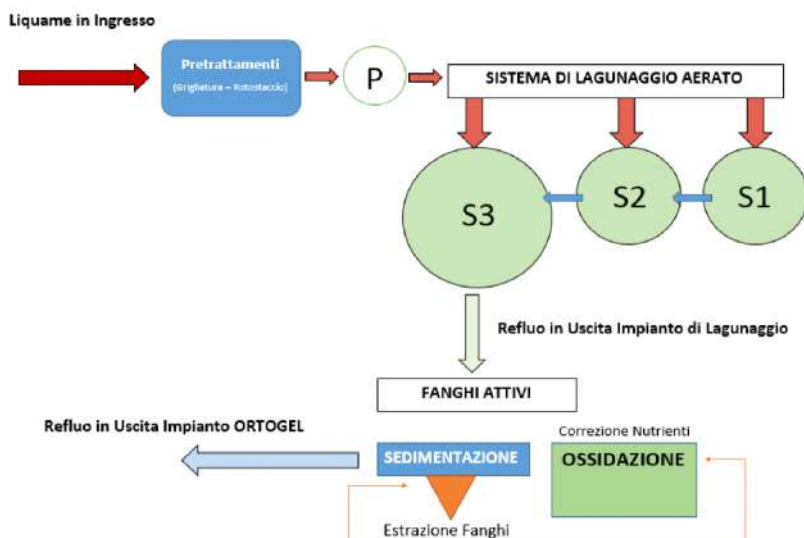 Liquame in Ingresso
Pretrattamenti
(Grigliatura – Rotostaccio)
P
SISTEMA DI LAGUNAGGIO AERATO
S3
S2
S1
Refluo in Uscita Impianto di Lagunaggio
FANGHI ATTIVI
Refluo in Uscita Impianto ORTOGEL
Correzione Nutrienti
SEDIMENTAZIONE
OSSIDAZIONE
Estrazione Fanghi